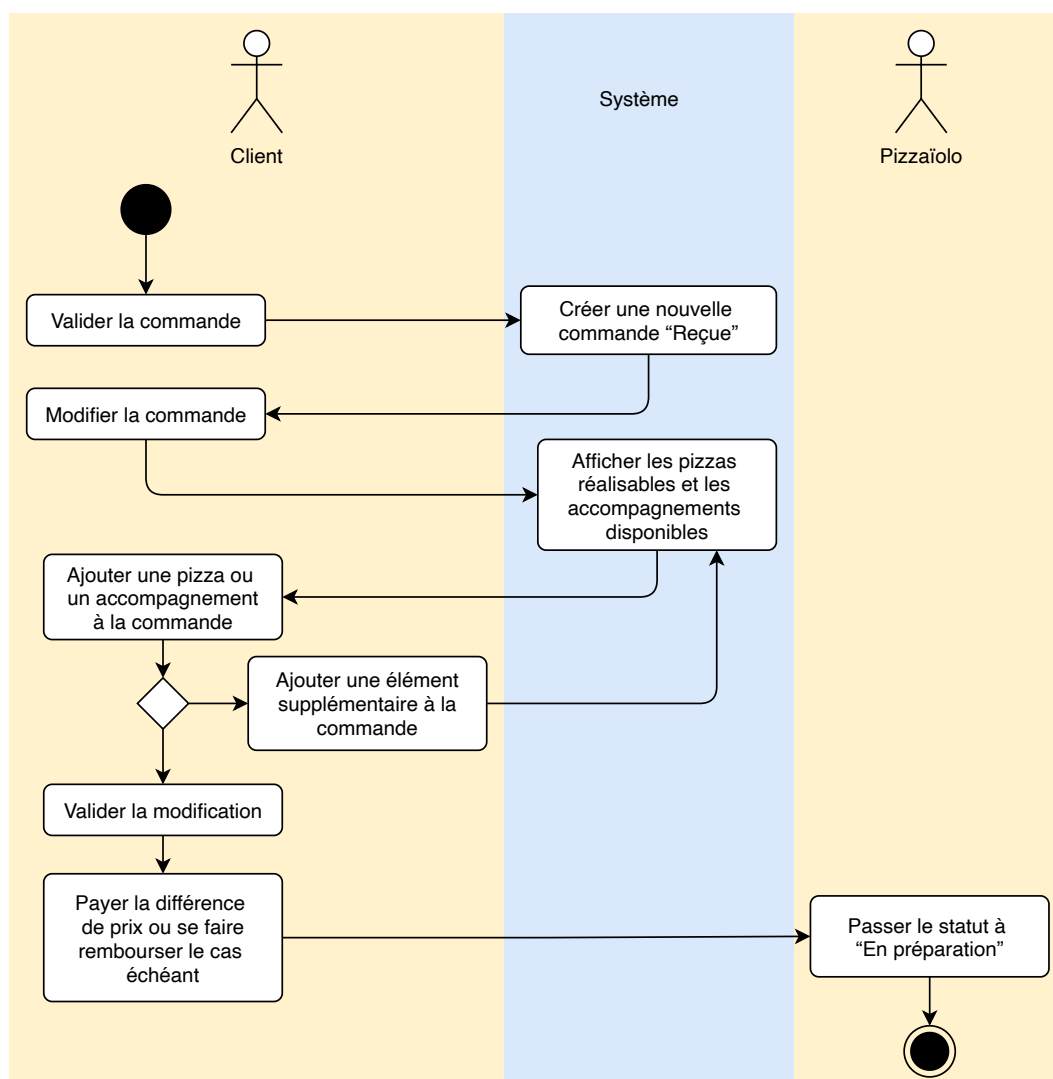 Système
Client
Pizzaïolo
Valider la commande
Créer une nouvelle
commande “Reçue”
Modifier la commande
Afficher les pizzas
réalisables et les
accompagnements
disponibles
Ajouter une pizza ou
un accompagnement
à la commande
Ajouter une élément
supplémentaire à la
commande
Valider la modification
Payer la différence
de prix ou se faire
rembourser le cas
échéant
Passer le statut à
“En préparation”